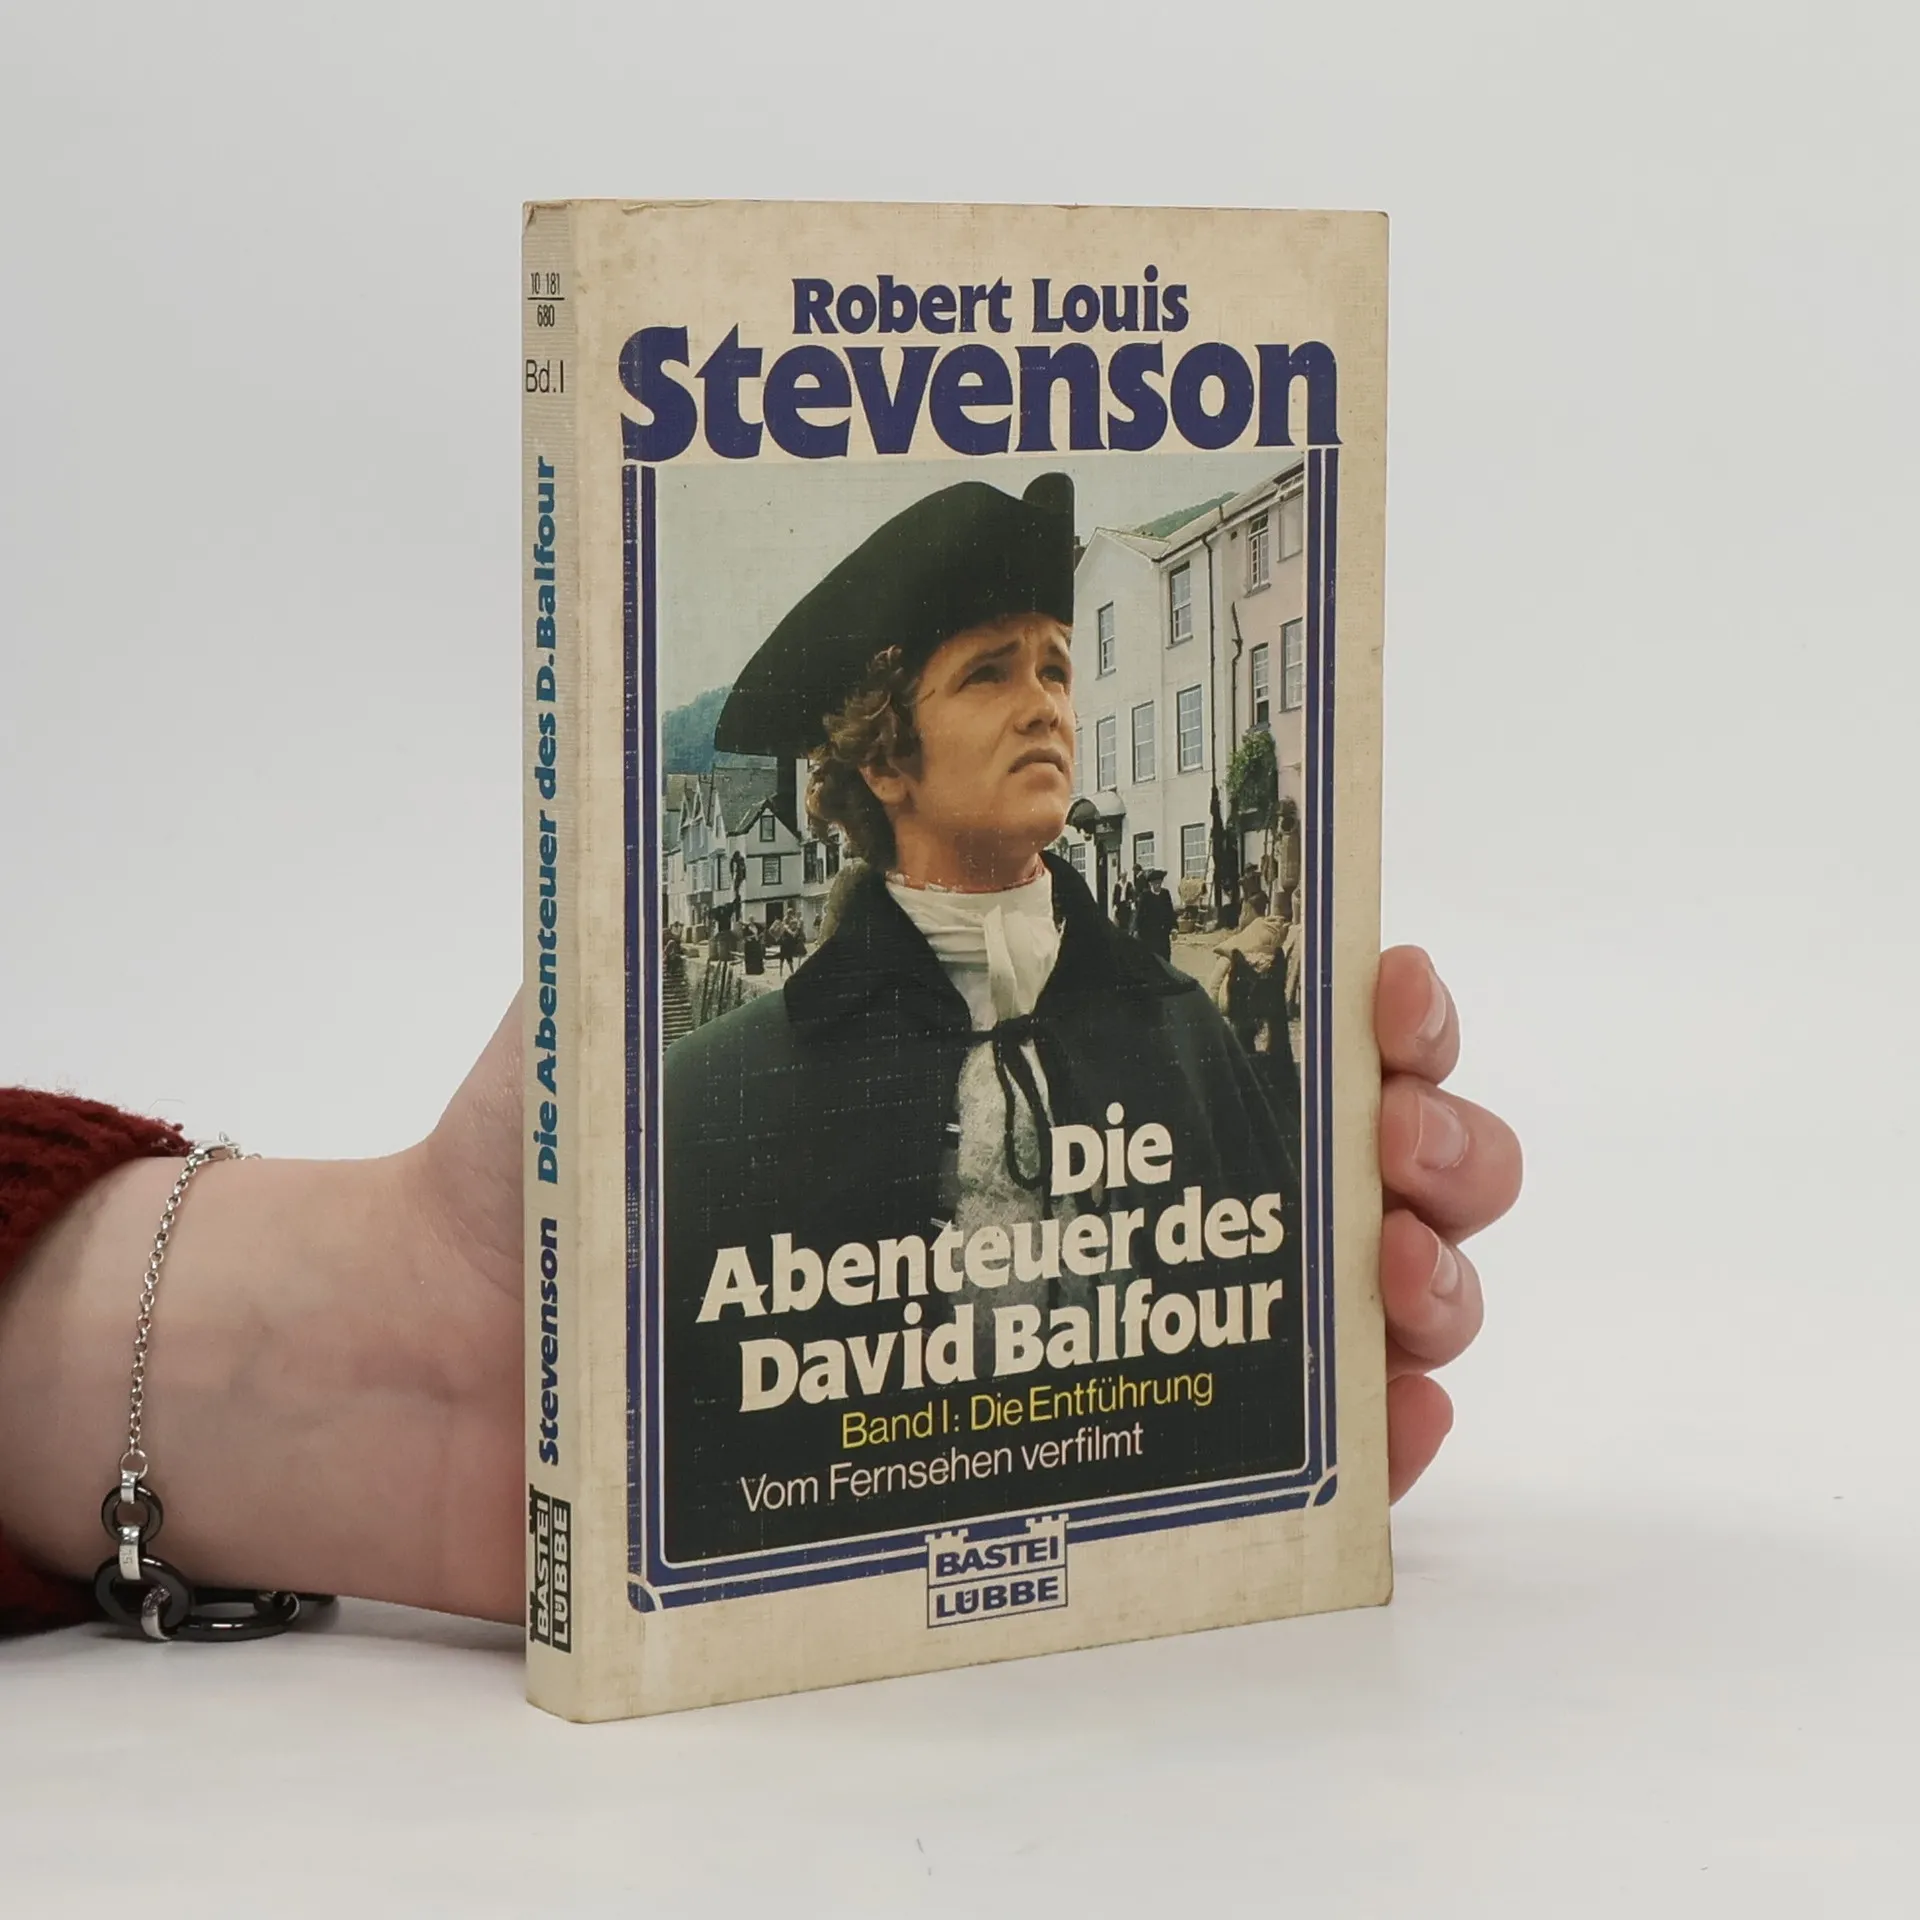 10 181
680
Bd.I
Stevenson Die Abenteuer des D. Balfour
BASTEI
LÜBBE
Robert Louis
Stevenson
Die
Abenteuer des
David Balfour
Band I: Die Entführung
Vom Fernsehen verfilmt
BASTEI
LÜBBE